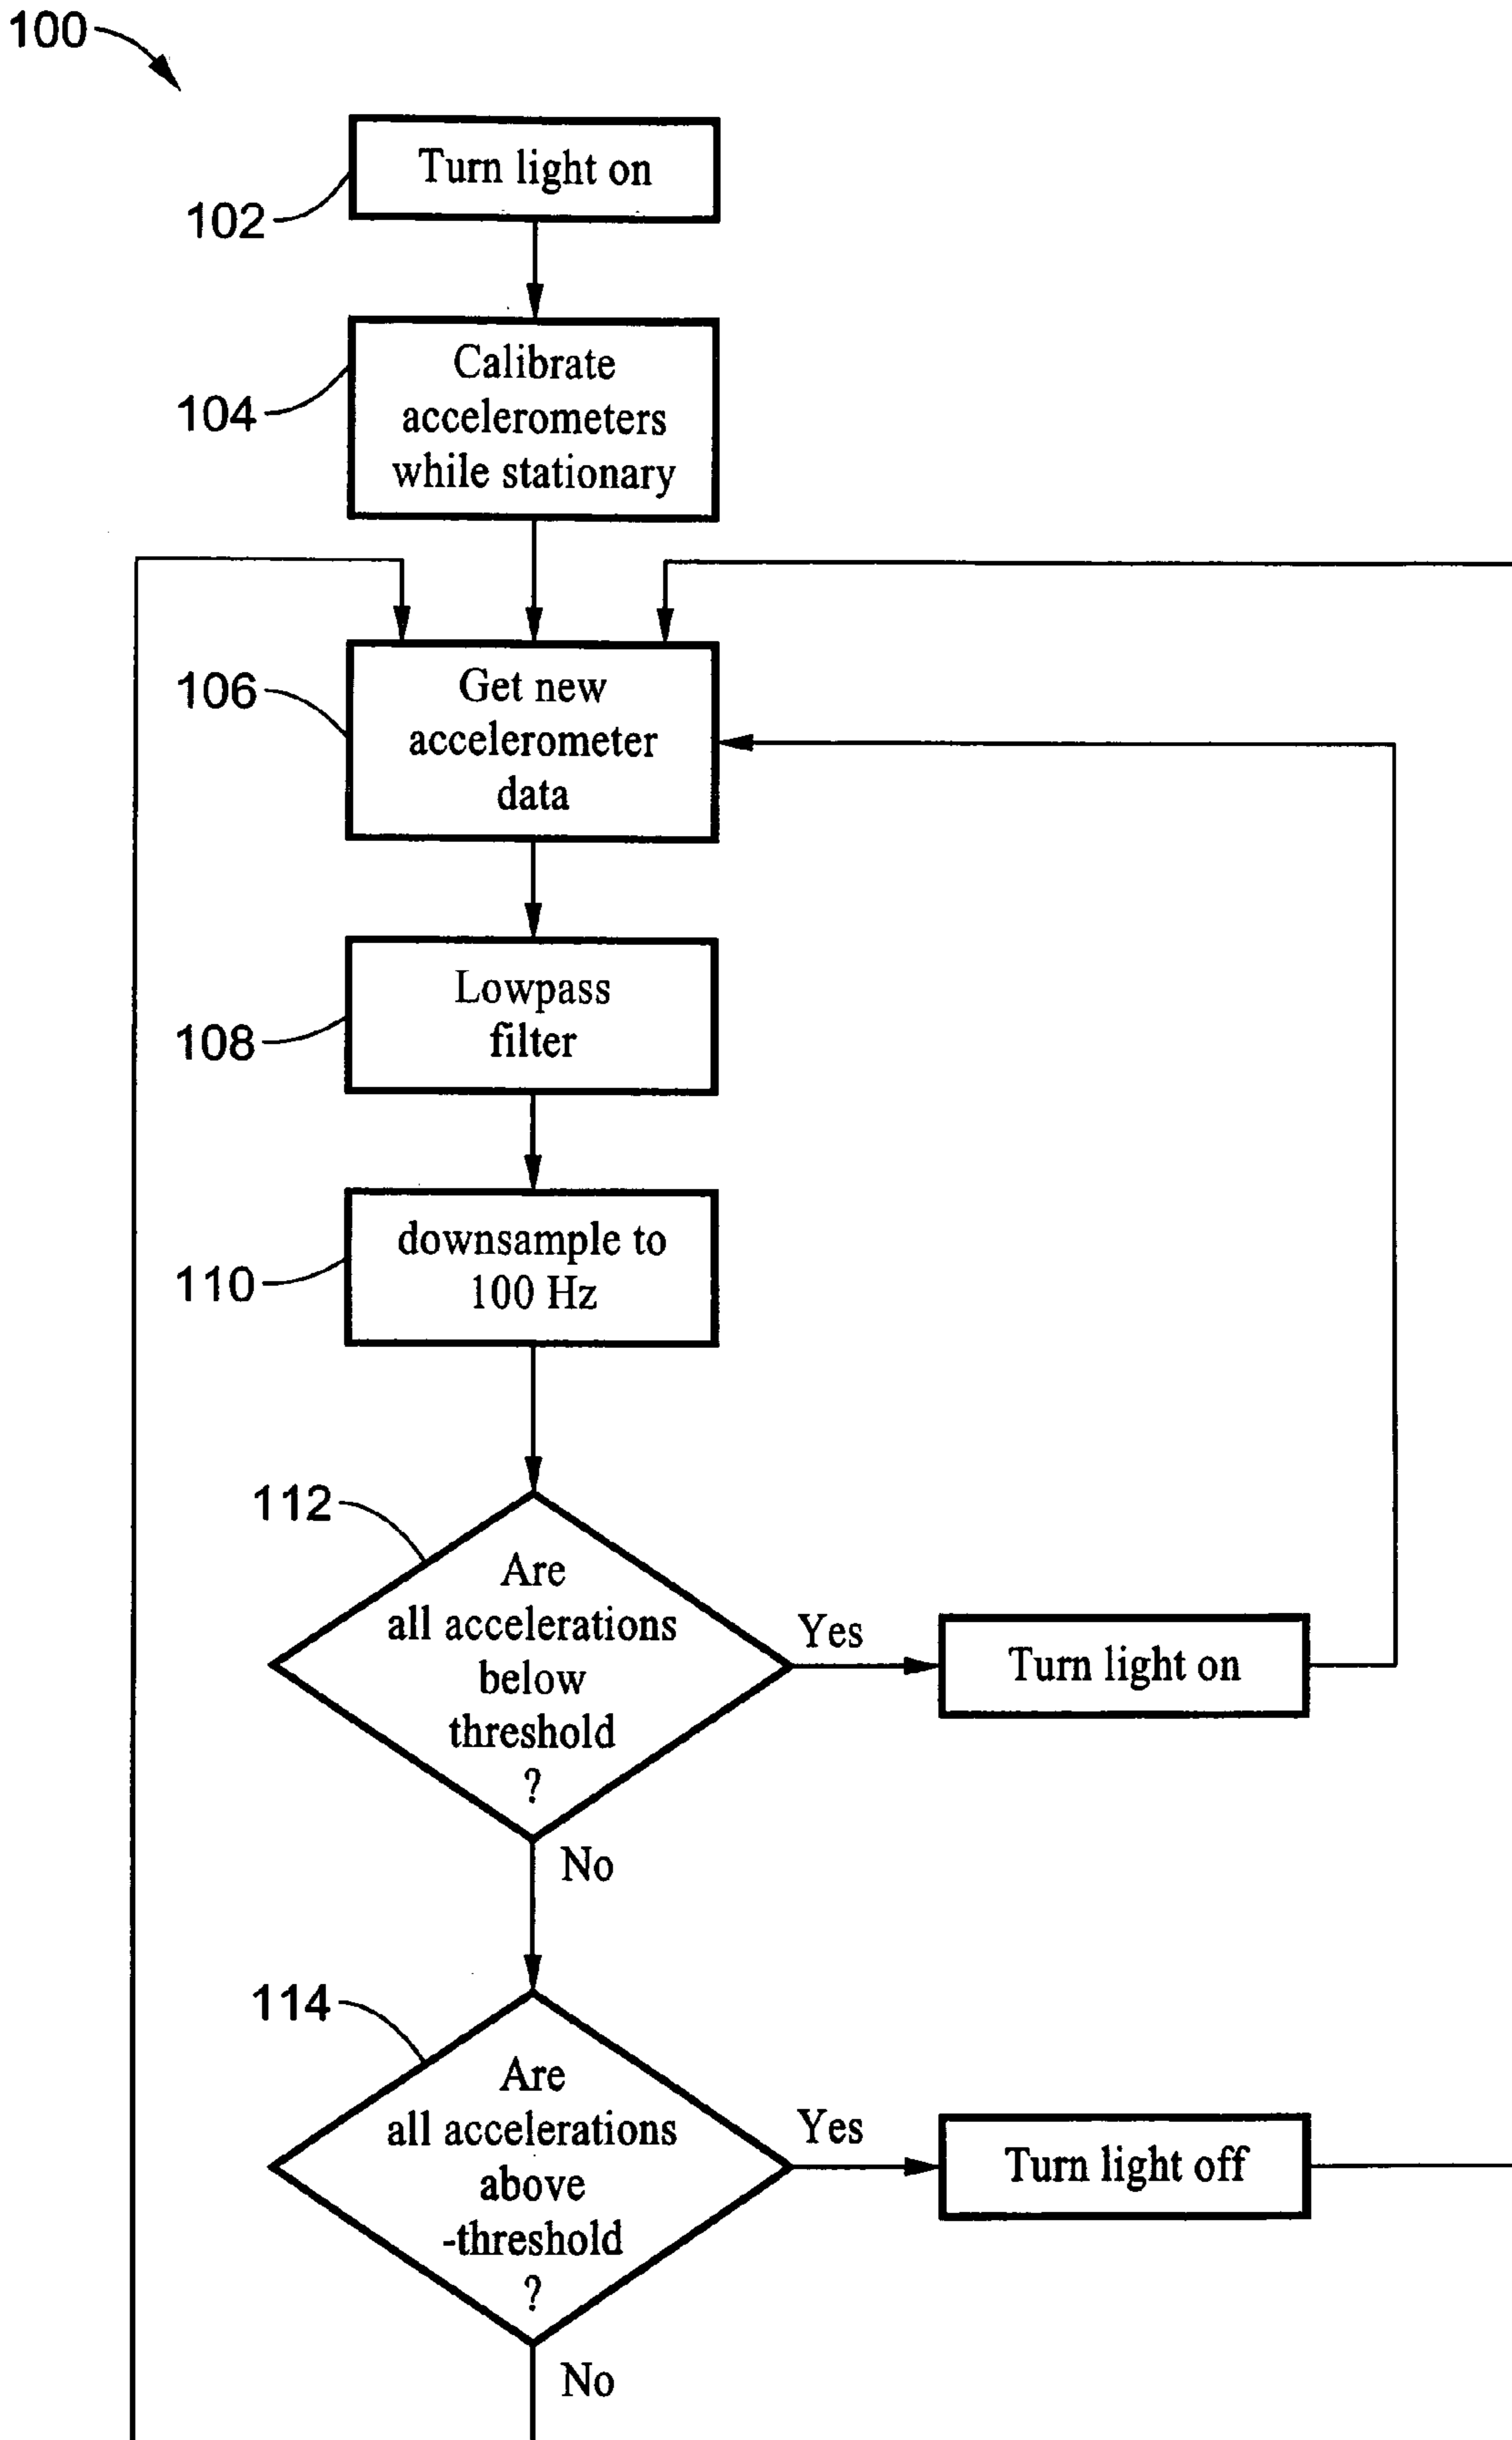 100
Turn light on
102
Calibrate
accelerometers
while stationary
104
Get new
accelerometer
data
106
Lowpass
filter
108
downsample to
100 Hz
110
112
Are
all accelerations
below
threshold
?
Yes
Turn light on
No
114
Are
all accelerations
above
-threshold
?
Yes
Turn light off
No